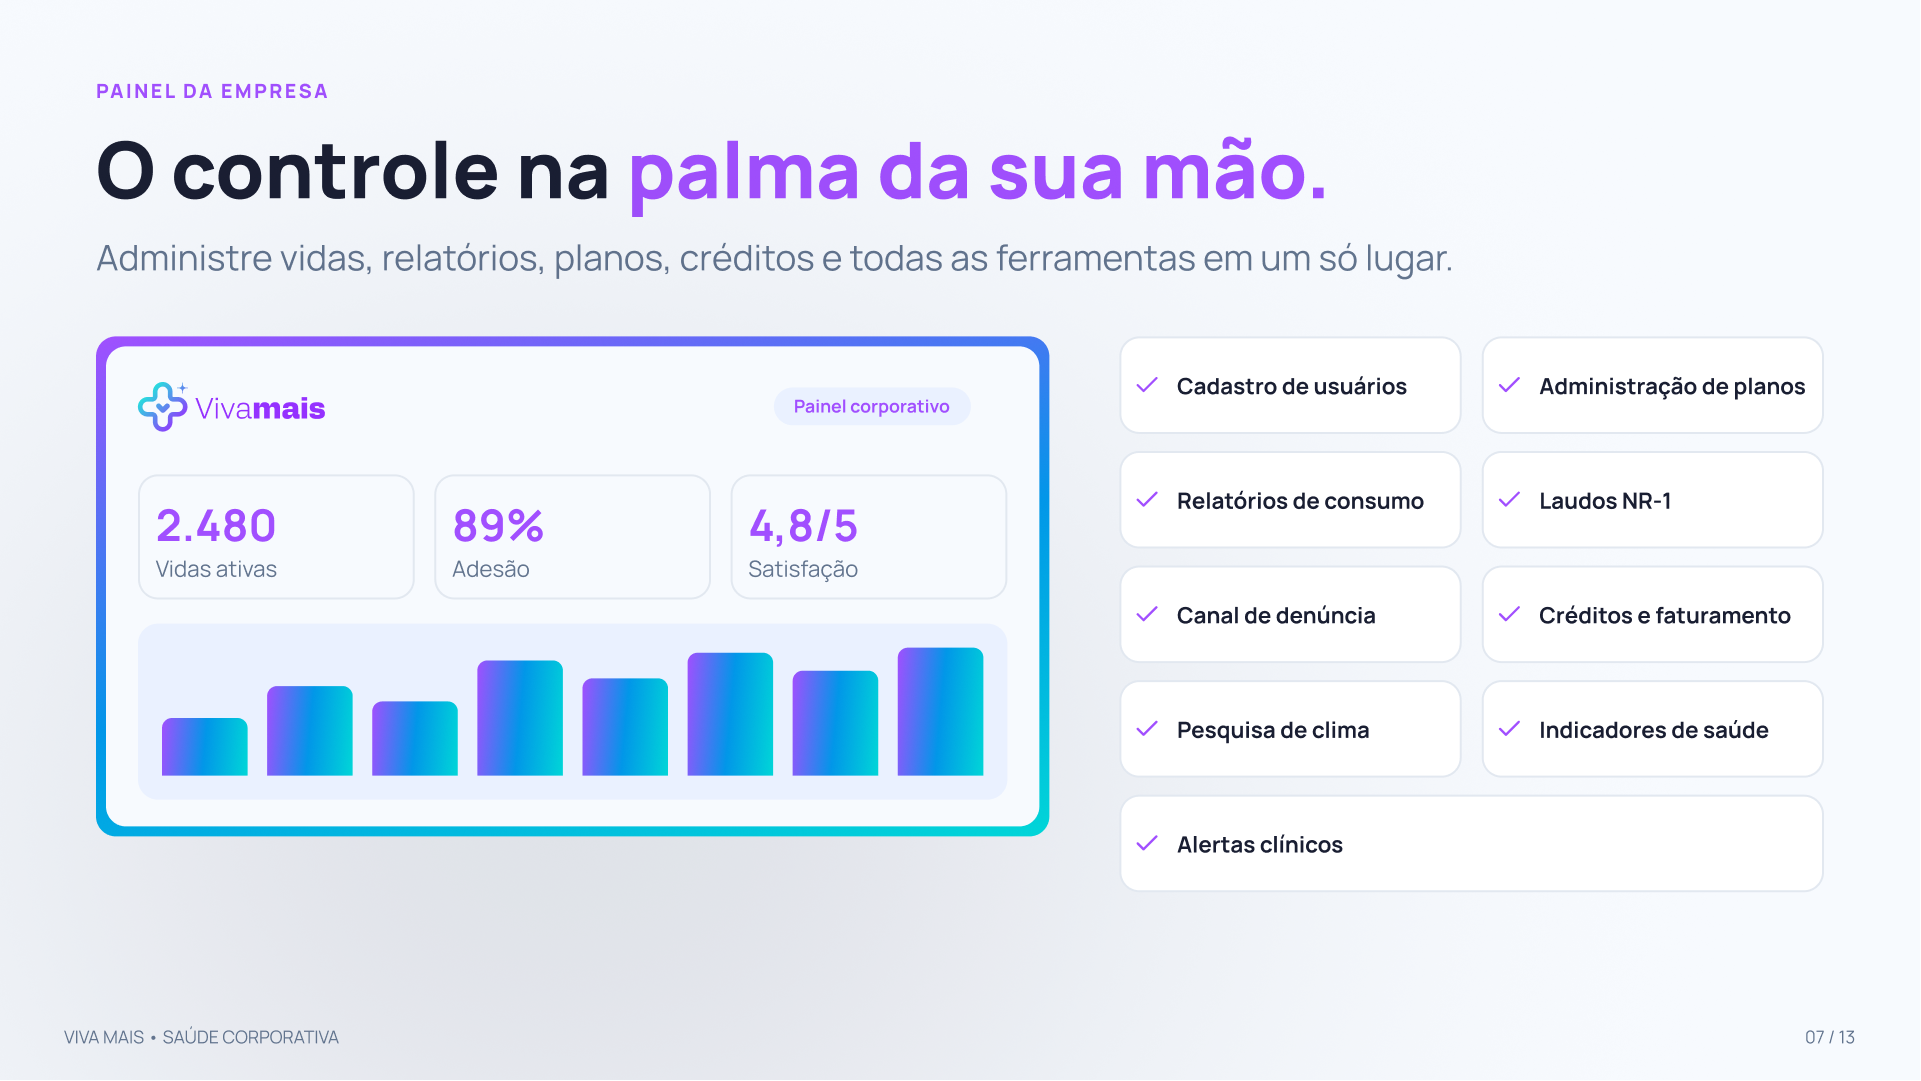 PAINEL DA EMPRESA
O controle na palma da sua mão.
Administre vidas, relatórios, planos, créditos e todas as ferramentas em um só lugar.
Vivamais
Painel corporativo
2.480
Vidas ativas
89%
Adesão
4,8/5
Satisfação
Cadastro de usuários
Administração de planos
Relatórios de consumo
Laudos NR-1
Canal de denúncia
Créditos e faturamento
Pesquisa de clima
Indicadores de saúde
Alertas clínicos
VIVA MAIS • SAÚDE CORPORATIVA
07 / 13